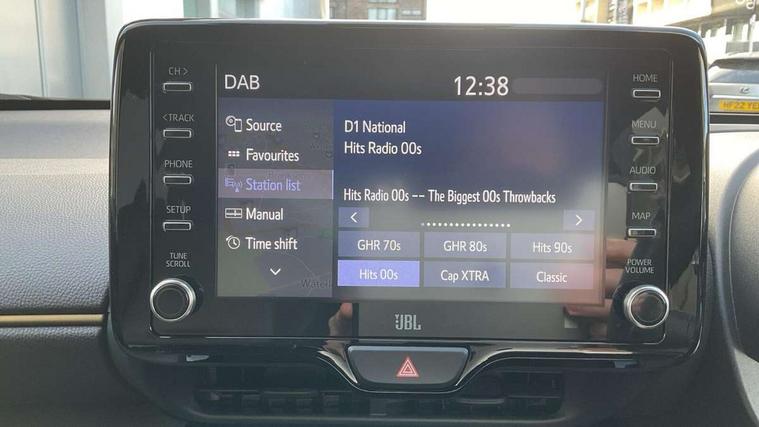 CH >
< TRACK
PHONE
SETUP
TUNE
SCROLL
DAB
12:38
Source
Favourites
Station list
Manual
Time shift
D1 National
Hits Radio 00s
Hits Radio 00s -- The Biggest 00s Throwbacks
< >
GHR 70s GHR 80s Hits 90s
Hits 00s Cap XTRA Classic
HOME
MENU
AUDIO
MAP
POWER
VOLUME
JBL